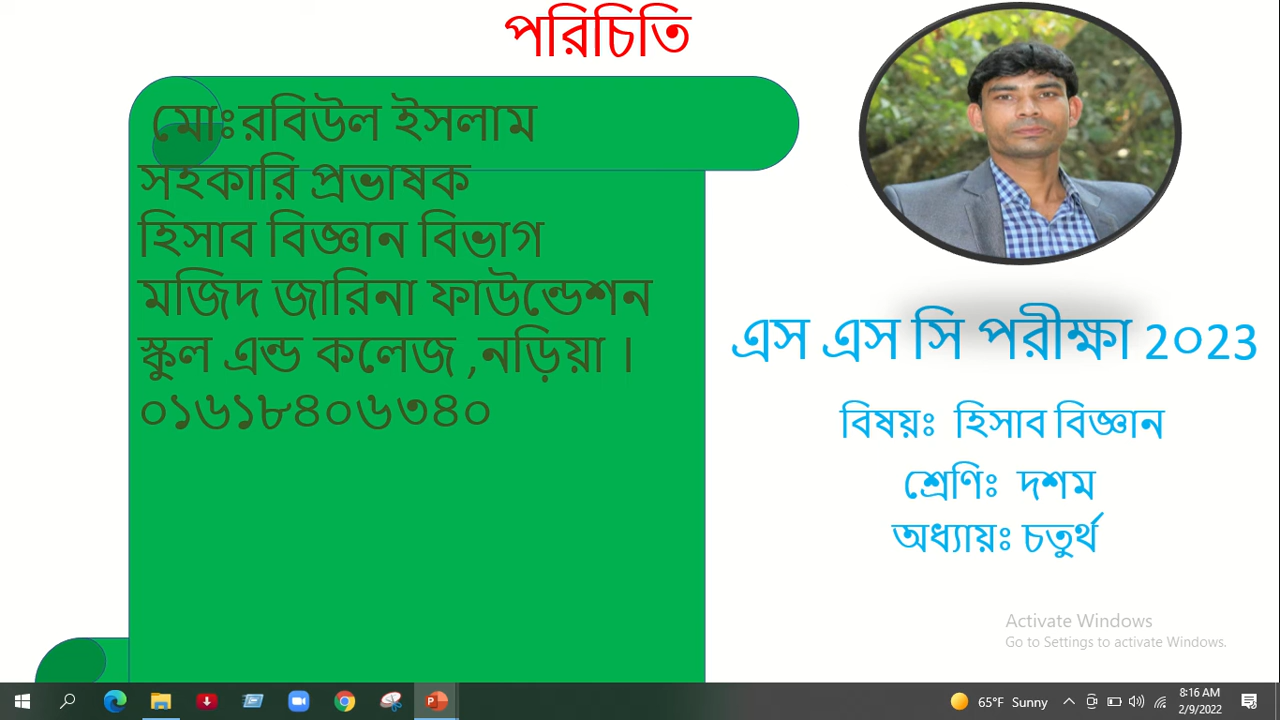 পরিচিতি
মোঃরবিউল ইসলাম
সহকারি প্রভাষক
হিসাব বিজ্ঞান বিভাগ
মজিদ জারিনা ফাউন্ডেশন
স্কুল এন্ড কলেজ ,নড়িয়া ।
০১৬১৮৪০৬৩৪০
এস এস সি পরীক্ষা 2০23
বিষয়ঃ হিসাব বিজ্ঞান
শ্রেণিঃ দশম
অধ্যায়ঃ চতুর্থ
Activate Windows
Go to Settings to activate Windows.
65°F Sunny
8:16 AM
2/9/2022